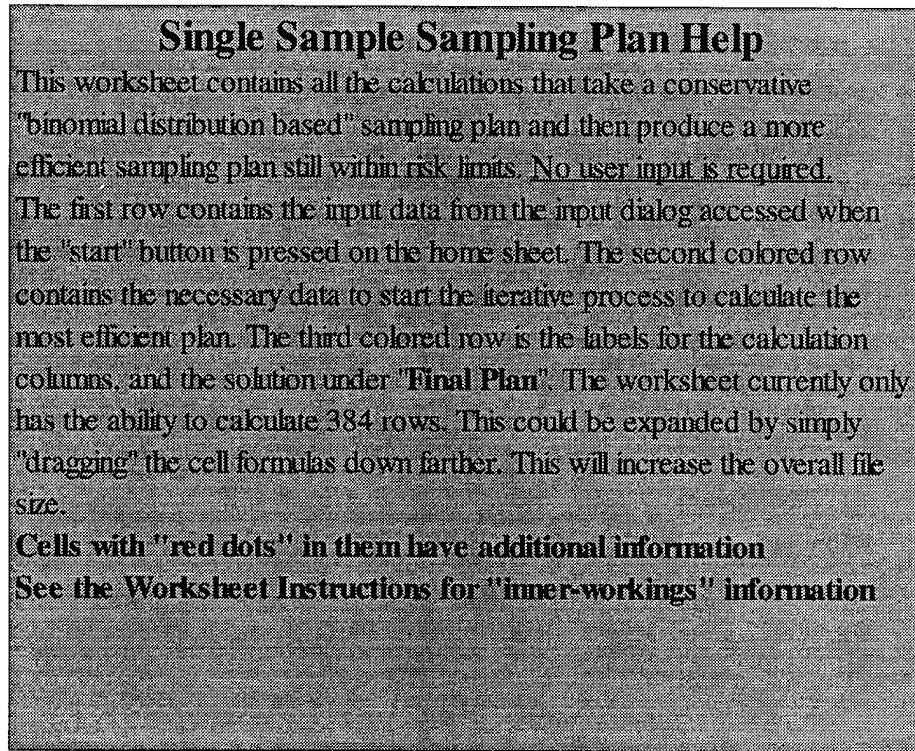 Single Sample Sampling Plan Help
This worksheet contains all the calculations that take a conservative
"binomial distribution based" sampling plan and then produce a more
efficient sampling plan still within risk limits. No user input is required.
The first row contains the input data from the input dialog accessed when
the "start" button is pressed on the home sheet. The second colored row
contains the necessary data to start the iterative process to calculate the
most efficient plan. The third colored row is the labels for the calculation
columns, and the solution under "Final Plan". The worksheet currently only
has the ability to calculate 384 rows. This could be expanded by simply
"dragging" the cell formulas down farther. This will increase the overall file
size.
Cells with "red dots" in them have additional information
See the Worksheet Instructions for "inner-workings" information